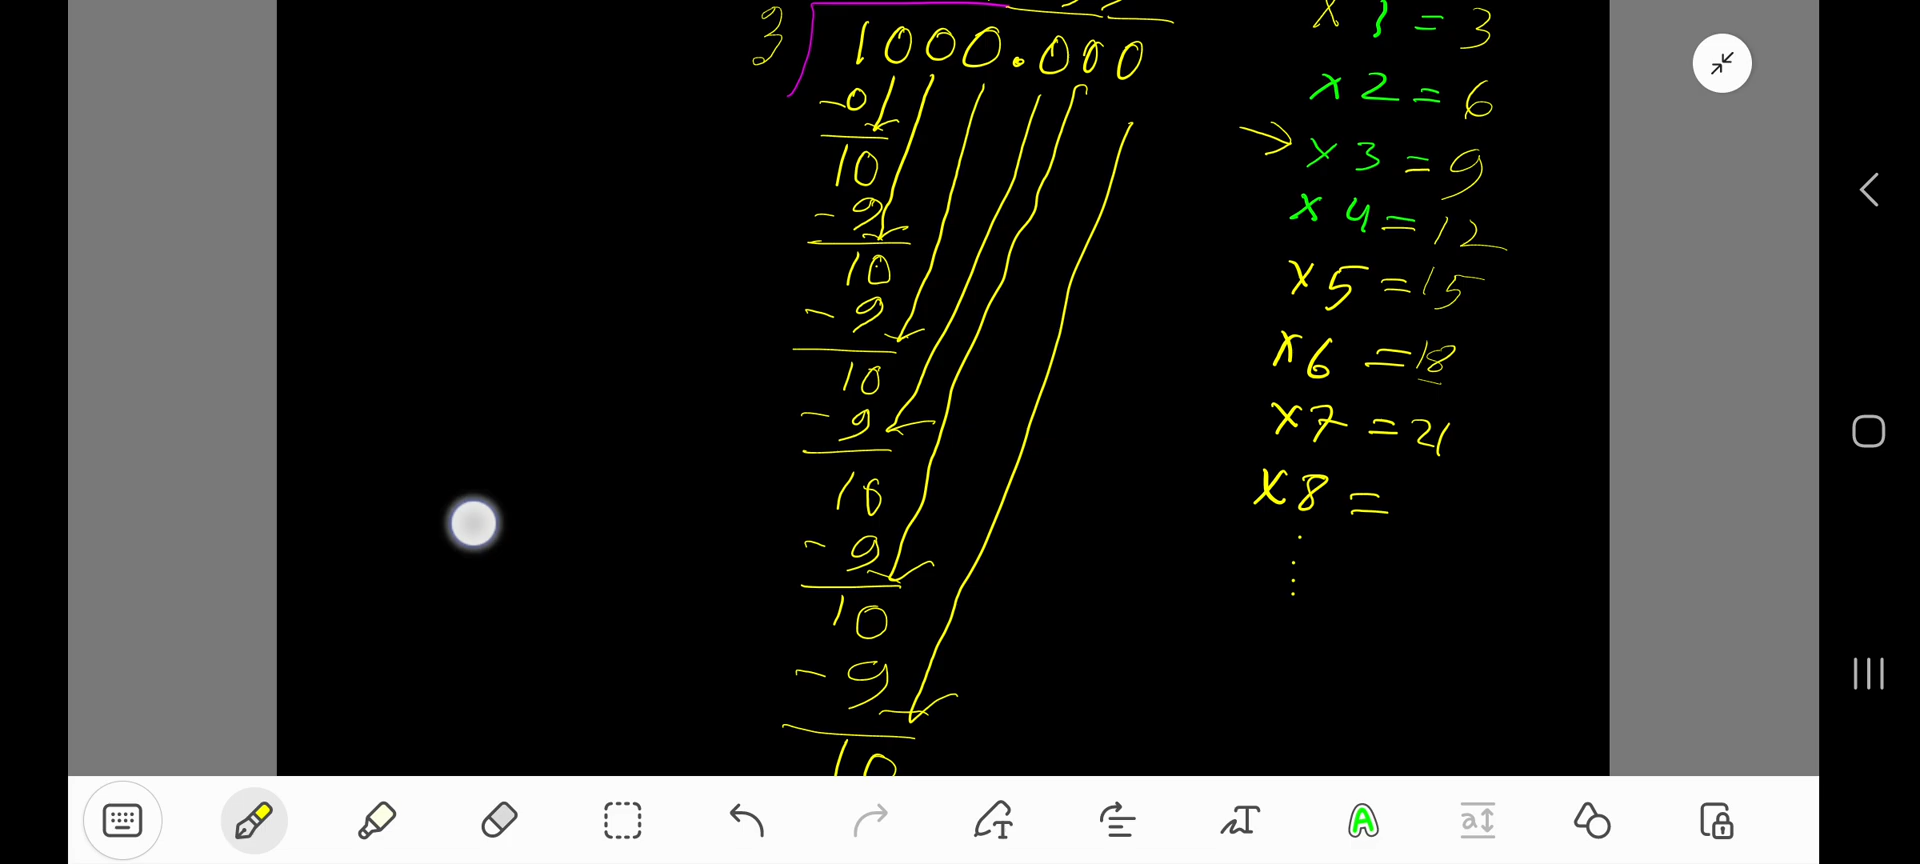 3 1000.000
-0
10
-9
10
-9
10
-9
10
-9
10
-9
10
x 1 = 3
x 2 = 6
→ x 3 = 9
x 4 = 12
x 5 = 15
x 6 = 18
x 7 = 21
x 8 =